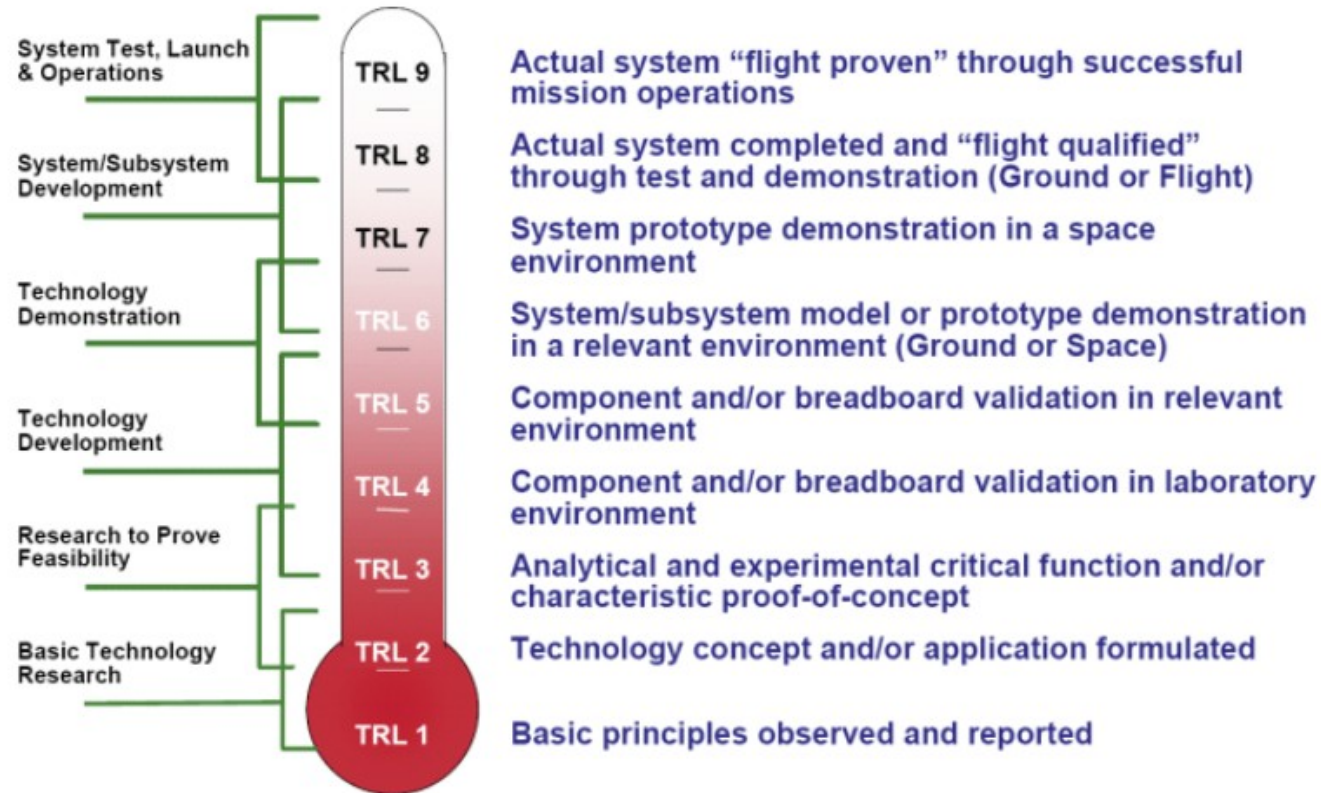 System Test, Launch
& Operations
System/Subsystem
Development
Technology
Demonstration
Technology
Development
Research to Prove
Feasibility
Basic Technology
Research
TRL 9
TRL 8
TRL 7
TRL 6
TRL 5
TRL 4
TRL 3
TRL 2
TRL 1
Actual system “flight proven” through successful
mission operations
Actual system completed and “flight qualified”
through test and demonstration (Ground or Flight)
System prototype demonstration in a space
environment
System/subsystem model or prototype demonstration
in a relevant environment (Ground or Space)
Component and/or breadboard validation in relevant
environment
Component and/or breadboard validation in laboratory
environment
Analytical and experimental critical function and/or
characteristic proof-of-concept
Technology concept and/or application formulated
Basic principles observed and reported